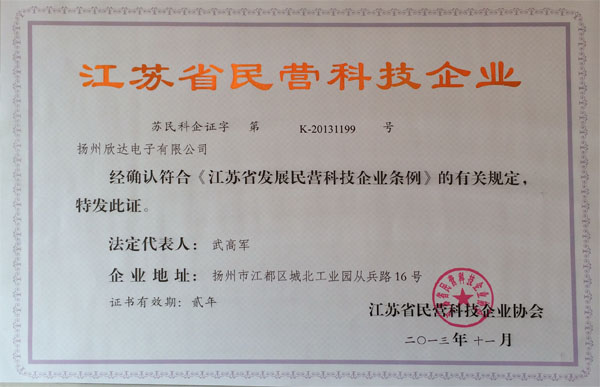 江苏省民营科技企业
苏民科企证字 第 K-20131199 号
扬州欣达电子有限公司
经确认符合《江苏省发展民营科技企业条例》的有关规定，
特发此证。
法定代表人：武高军
企业地址：扬州市江都区城北工业园从兵路16号
证书有效期：贰年
江苏省民营科技企业协会
二○一三年 十一月